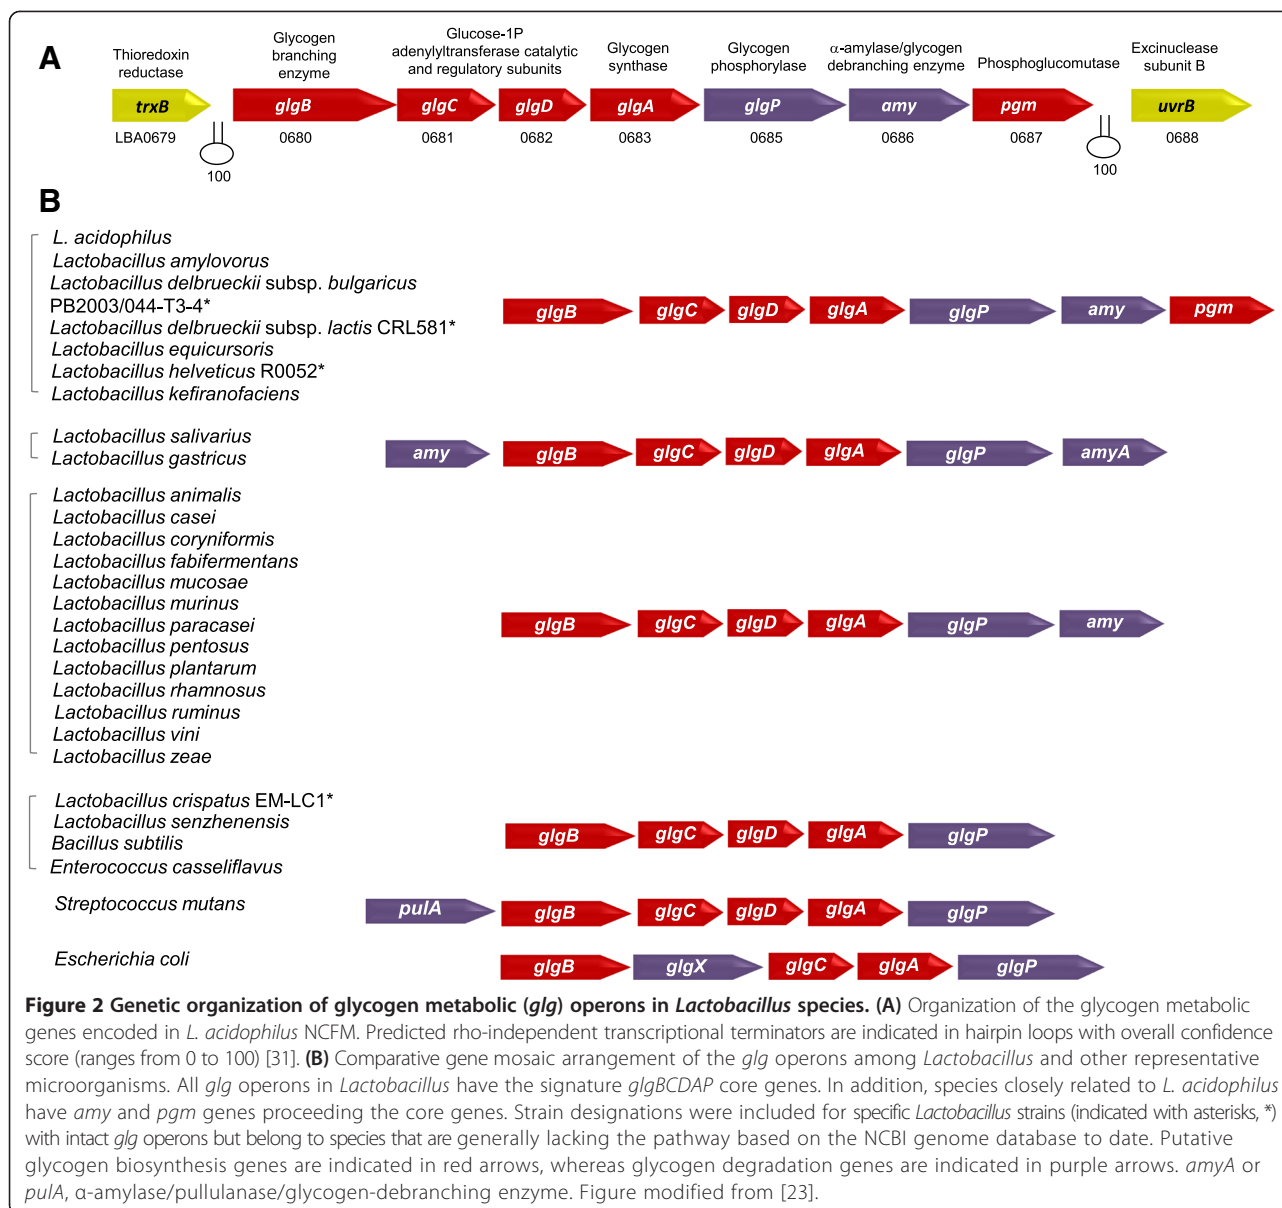 A
Thioredoxin
reductase
Glycogen
branching
enzyme
Glucose-1P
adenylyltransferase catalytic
and regulatory subunits
Glycogen
synthase
Glycogen
phosphorylase
α-amylase/glycogen
debranching enzyme
Phosphoglucomutase
Excinuclease
subunit B
trxB glgB glgC glgD glgA glgP amy pgm uvrB
LBA0679 0680 0681 0682 0683 0685 0686 0687 0688
100 100
B
L. acidophilus
Lactobacillus amylovorus
Lactobacillus delbrueckii subsp. bulgaricus
PB2003/044-T3-4*
Lactobacillus delbrueckii subsp. lactis CRL581*
Lactobacillus equicursoris
Lactobacillus helveticus R0052*
Lactobacillus kefiranofaciens
glgB glgC glgD glgA glgP amy pgm
Lactobacillus salivarius
Lactobacillus gastricus
amy glgB glgC glgD glgA glgP amyA
Lactobacillus animalis
Lactobacillus casei
Lactobacillus coryniformis
Lactobacillus fabifermentans
Lactobacillus mucosae
Lactobacillus murinus
Lactobacillus paracasei
Lactobacillus pentosus
Lactobacillus plantarum
Lactobacillus rhamnosus
Lactobacillus ruminus
Lactobacillus vini
Lactobacillus zeae
glgB glgC glgD glgA glgP amy
Lactobacillus crispatus EM-LC1*
Lactobacillus senzhenensis
Bacillus subtilis
Enterococcus casseliflavus
glgB glgC glgD glgA glgP
Streptococcus mutans
pulA glgB glgC glgD glgA glgP
Escherichia coli
glgB glgX glgC glgA glgP
Figure 2 Genetic organization of glycogen metabolic (glg) operons in Lactobacillus species. (A) Organization of the glycogen metabolic
genes encoded in L. acidophilus NCFM. Predicted rho-independent transcriptional terminators are indicated in hairpin loops with overall confidence
score (ranges from 0 to 100) [31]. (B) Comparative gene mosaic arrangement of the glg operons among Lactobacillus and other representative
microorganisms. All glg operons in Lactobacillus have the signature glgBCDAP core genes. In addition, species closely related to L. acidophilus
have amy and pgm genes proceeding the core genes. Strain designations were included for specific Lactobacillus strains (indicated with asterisks, *)
with intact glg operons but belong to species that are generally lacking the pathway based on the NCBI genome database to date. Putative
glycogen biosynthesis genes are indicated in red arrows, whereas glycogen degradation genes are indicated in purple arrows. amyA or
pulA, α-amylase/pullulanase/glycogen-debranching enzyme. Figure modified from [23].